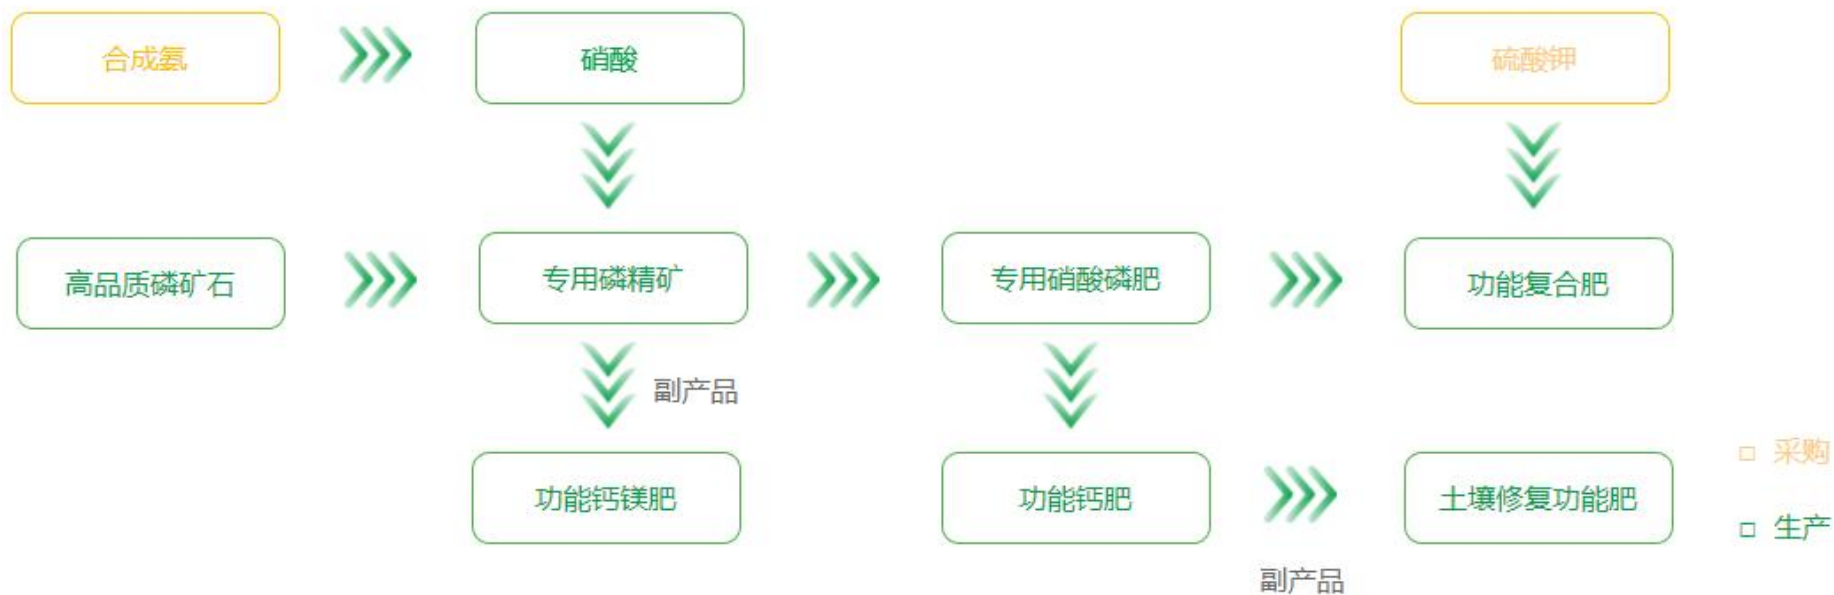 合成氨
硝酸
硫酸钾
高品质磷矿石
专用磷精矿
专用硝酸磷肥
功能复合肥
副产品
功能钙镁肥
功能钙肥
土壤修复功能肥
采购
生产
副产品